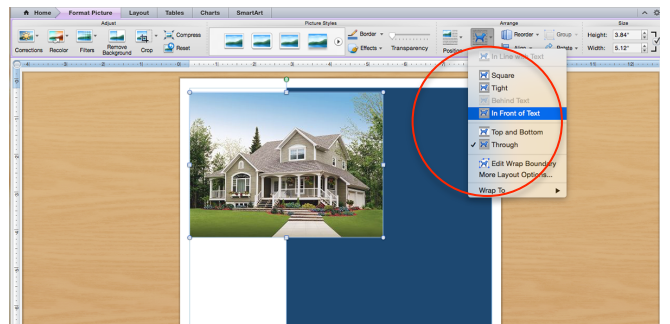 Home Format Picture Layout Tables Charts SmartArt
Adjust Picture Styles Arrange Size
Corrections Recolor Filters Remove Background Crop Compress Reset
Border Effects Transparency
Position Reorder Group Height: 3.84"
Align Rotate Width: 5.12"
In Line with Text
Square
Tight
Behind Text
In Front of Text
Top and Bottom
Through
Edit Wrap Boundary
More Layout Options...
Wrap To